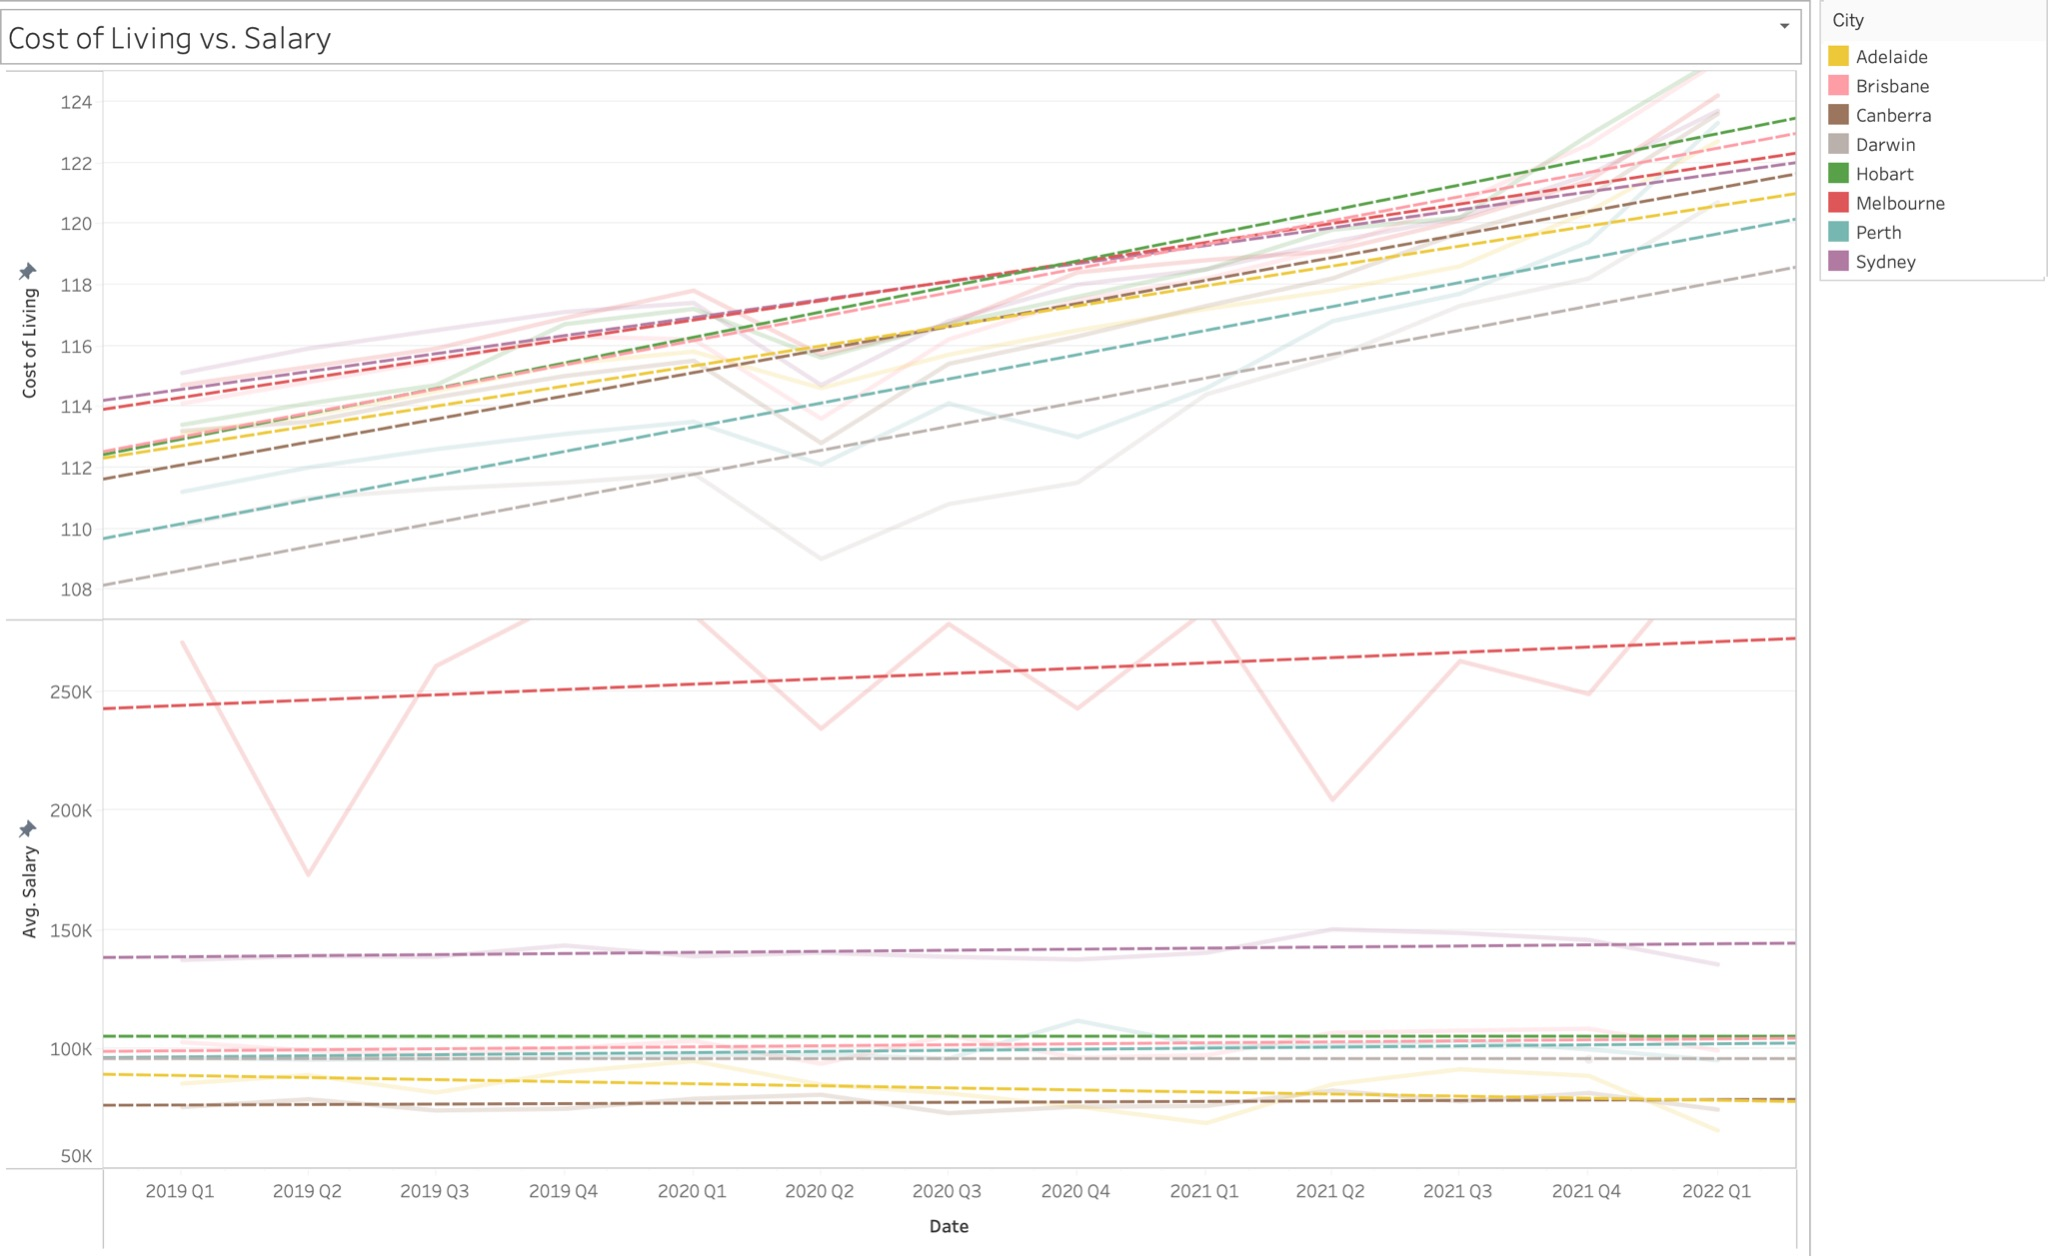 Cost of Living vs. Salary
City
Adelaide
Brisbane
Canberra
Darwin
Hobart
Melbourne
Perth
Sydney
Cost of Living
124
122
120
118
116
114
112
110
108
Avg. Salary
250K
200K
150K
100K
50K
2019 Q1 2019 Q2 2019 Q3 2019 Q4 2020 Q1 2020 Q2 2020 Q3 2020 Q4 2021 Q1 2021 Q2 2021 Q3 2021 Q4 2022 Q1
Date